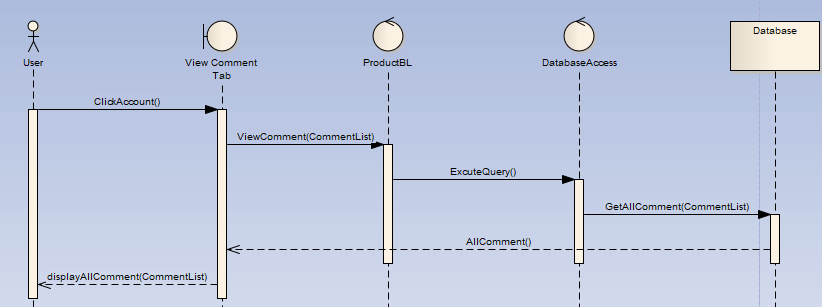 User
View Comment
Tab
ProductBL
DatabaseAccess
Database
ClickAccount()
ViewComment(CommentList)
ExcuteQuery()
GetAllComment(CommentList)
AllComment()
displayAllComment(CommentList)